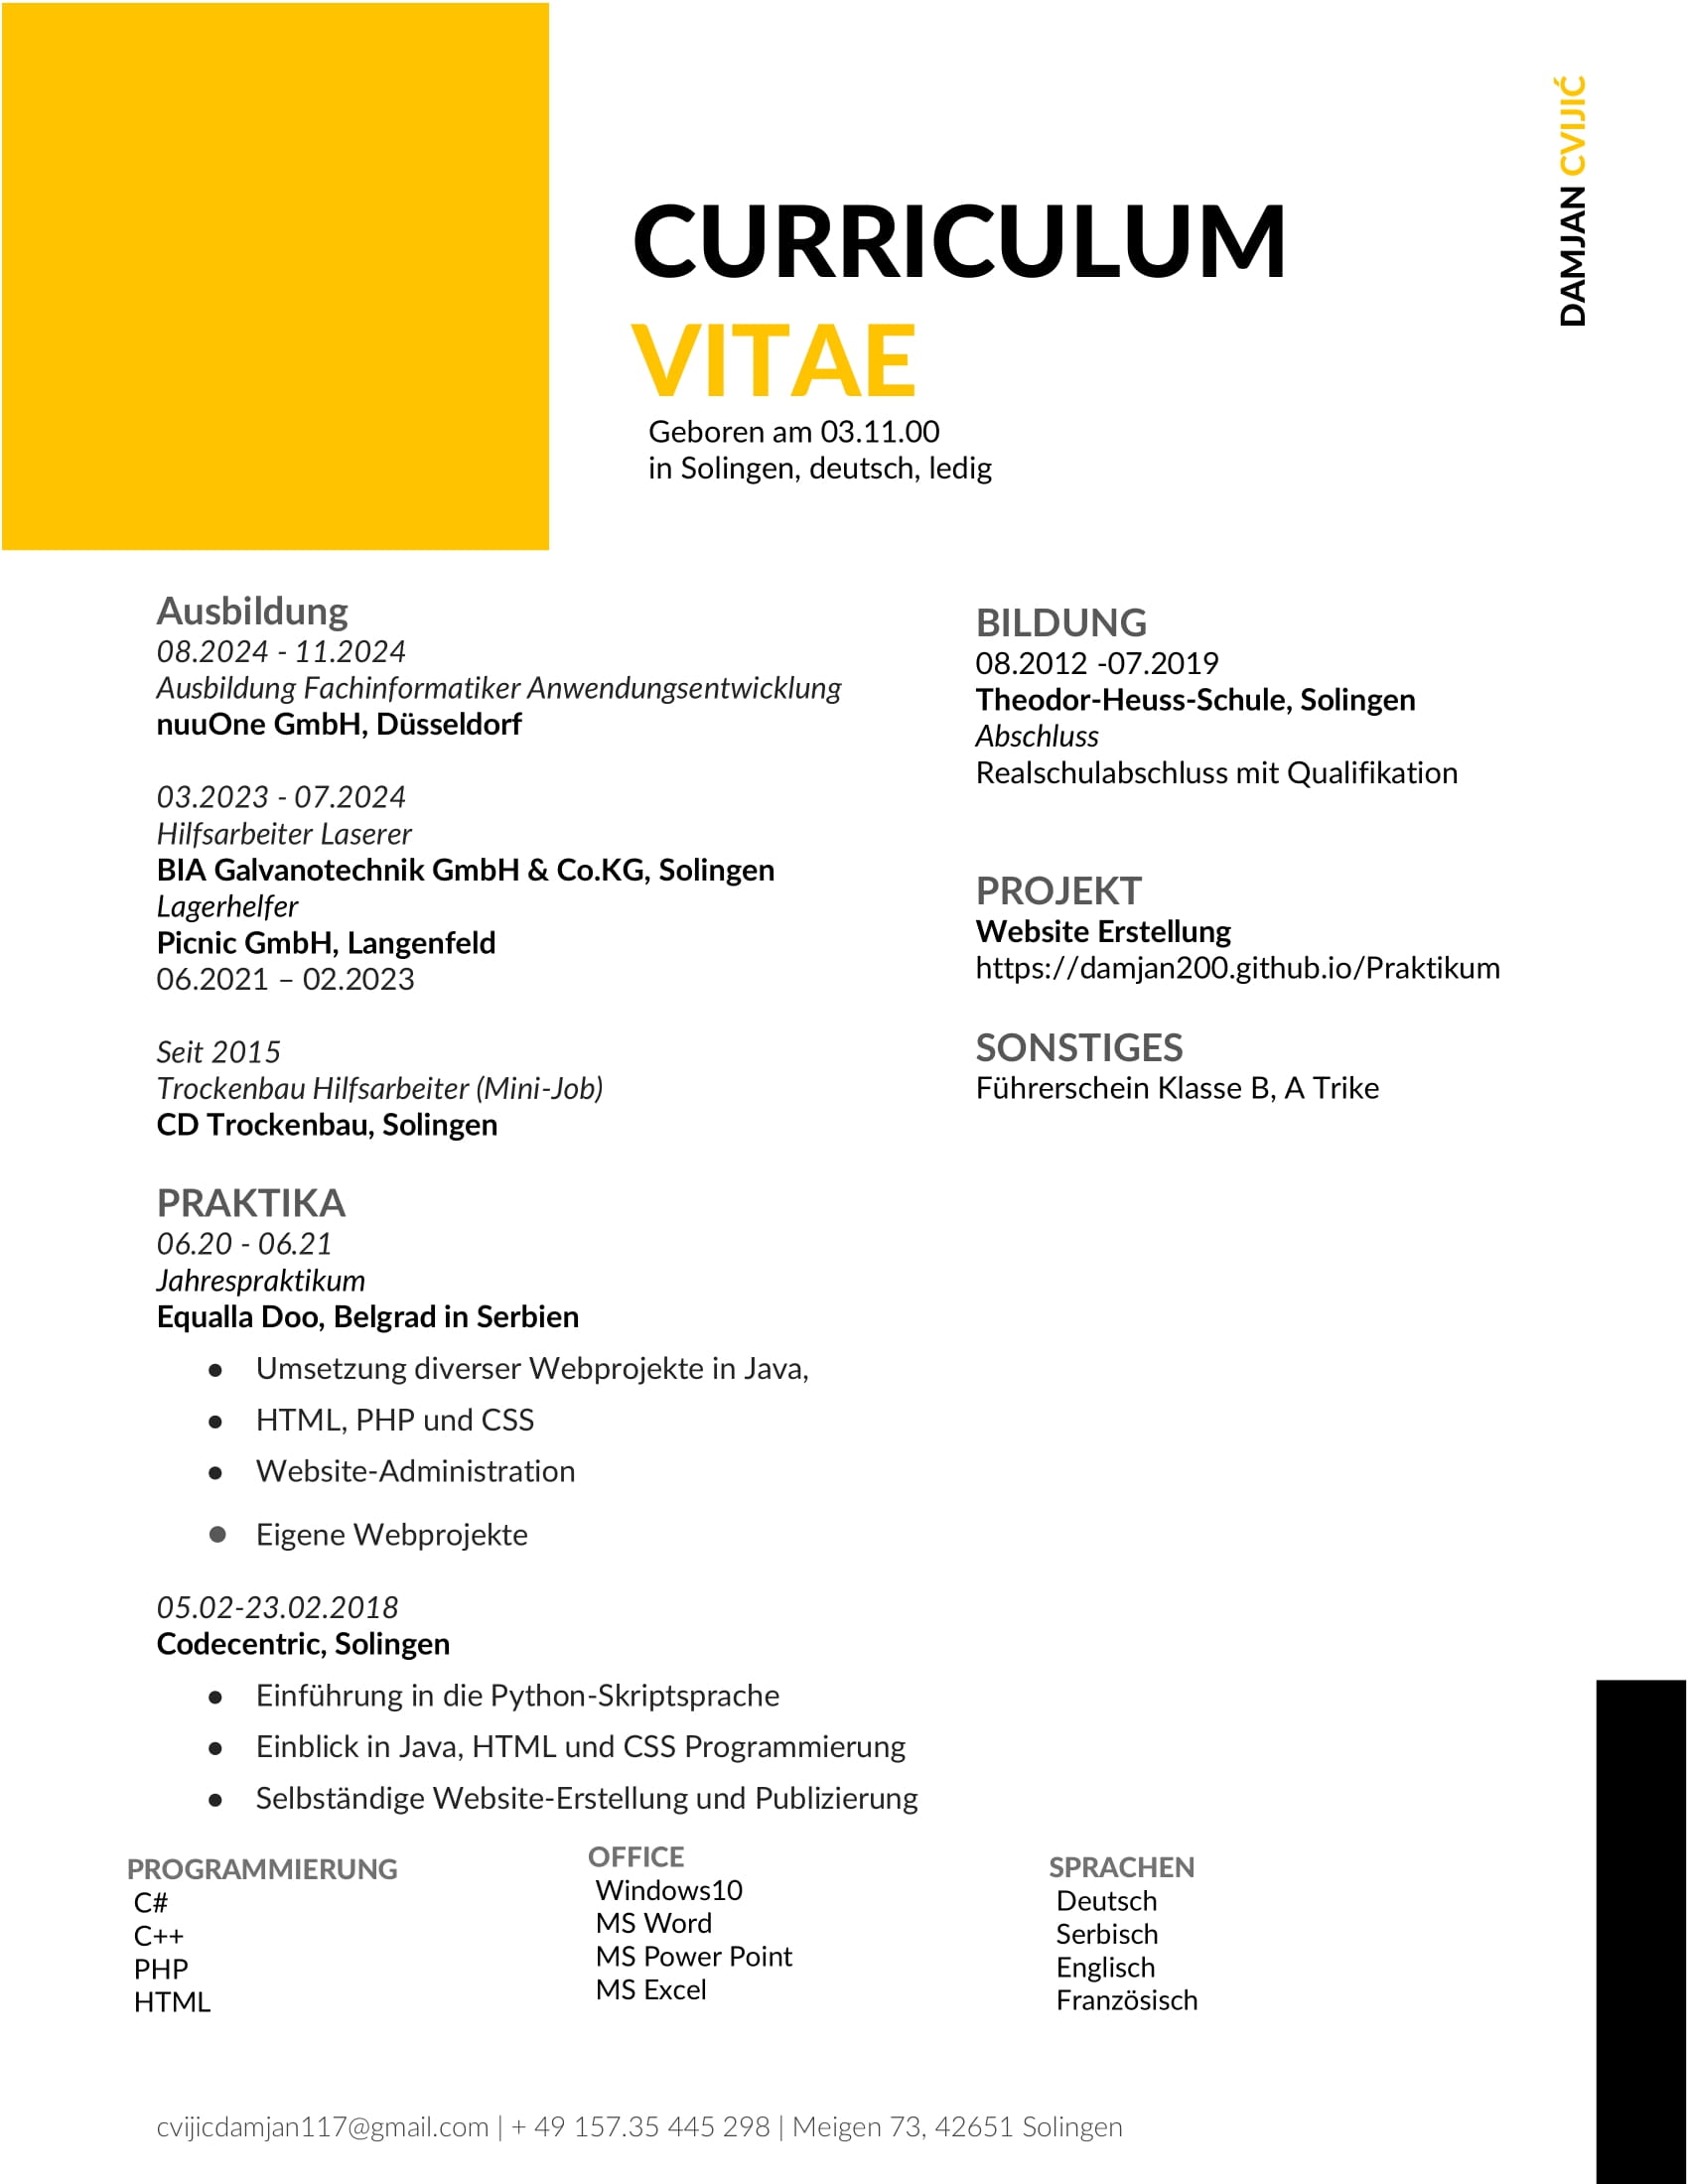 DAMJAN CVIJIĆ
CURRICULUM
VITAE
Geboren am 03.11.00
in Solingen, deutsch, ledig
Ausbildung
08.2024 - 11.2024
Ausbildung Fachinformatiker Anwendungsentwicklung
nuuOne GmbH, Düsseldorf
03.2023 - 07.2024
Hilfsarbeiter Laserer
BIA Galvanotechnik GmbH & Co.KG, Solingen
Lagerhelfer
Picnic GmbH, Langenfeld
06.2021 – 02.2023
Seit 2015
Trockenbau Hilfsarbeiter (Mini-Job)
CD Trockenbau, Solingen
PRAKTIKA
06.20 - 06.21
Jahrespraktikum
Equalla Doo, Belgrad in Serbien
● Umsetzung diverser Webprojekte in Java,
● HTML, PHP und CSS
● Website-Administration
● Eigene Webprojekte
05.02-23.02.2018
Codecentric, Solingen
● Einführung in die Python-Skriptsprache
● Einblick in Java, HTML und CSS Programmierung
● Selbständige Website-Erstellung und Publizierung
BILDUNG
08.2012 -07.2019
Theodor-Heuss-Schule, Solingen
Abschluss
Realschulabschluss mit Qualifikation
PROJEKT
Website Erstellung
https://damjan200.github.io/Praktikum
SONSTIGES
Führerschein Klasse B, A Trike
PROGRAMMIERUNG
C#
C++
PHP
HTML
OFFICE
Windows10
MS Word
MS Power Point
MS Excel
SPRACHEN
Deutsch
Serbisch
Englisch
Französisch
cvijicdamjan117@gmail.com | + 49 157.35 445 298 | Meigen 73, 42651 Solingen